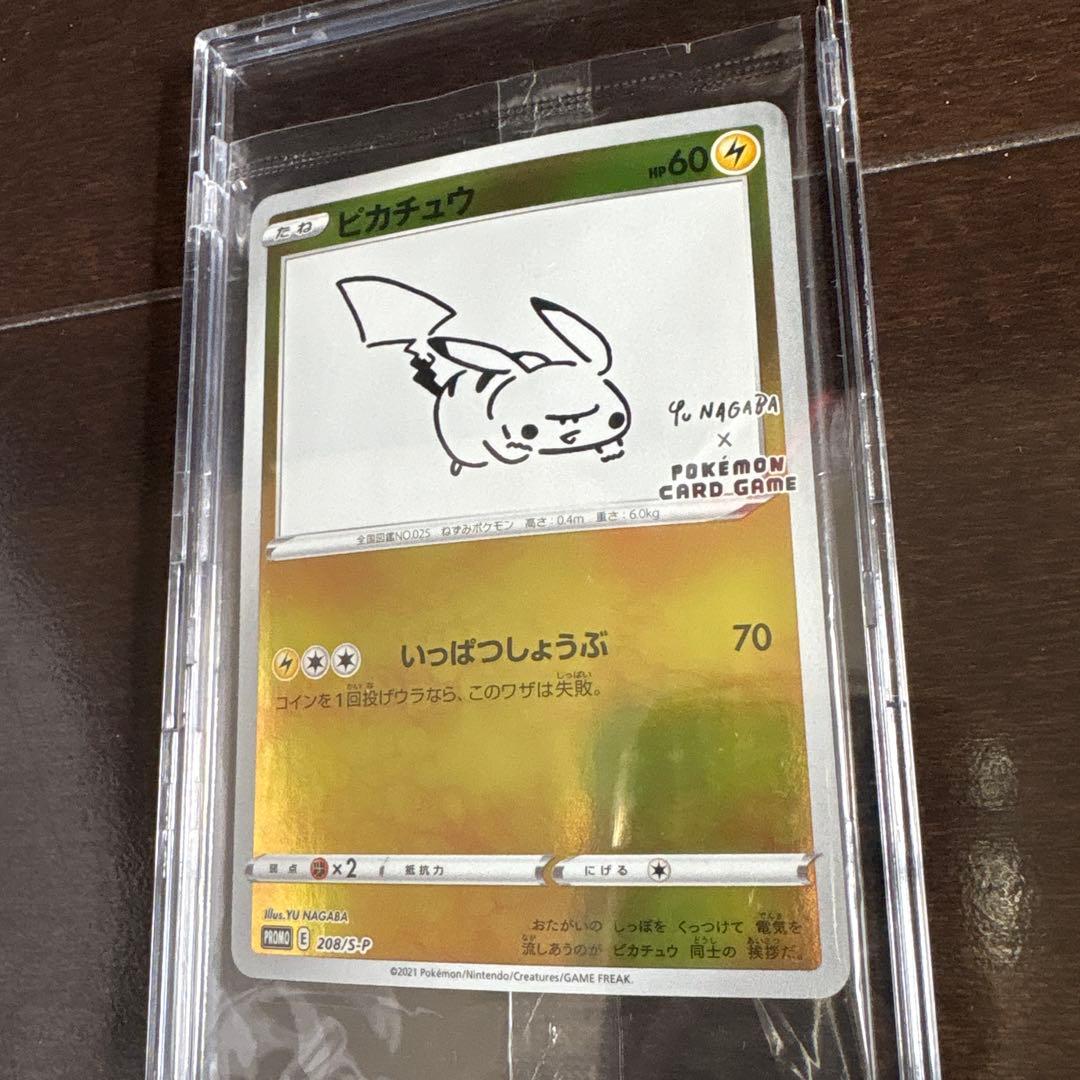 たね ピカチュウ HP60
Yu NAGABA
×
POKÉMON
CARD GAME
全国図鑑NO.025 ねずみポケモン 高さ:0.4m 重さ:6.0kg
いっぱつしょうぶ 70
コインを1回投げウラなら、このワザは失敗。
弱点 ×2 抵抗力 にげる
illus.YU NAGABA
PROMO E 208/S-P
おたがいの しっぽを くっつけて 電気を
流しあうのが ピカチュウ 同士の 挨拶だ。
©2021 Pokémon/Nintendo/Creatures/GAME FREAK.